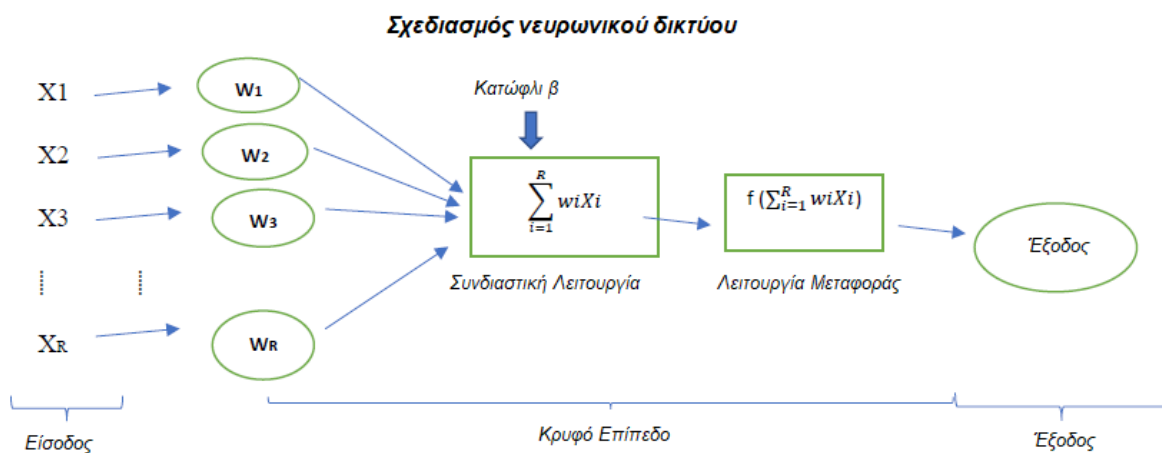 Σχεδιασμός νευρωνικού δικτύου
Κατώφλι β
X1
W1
X2
W2
X3
W3
XR
WR
R
∑ wiXi
i=1
f (∑_{i=1}^{R} wiXi)
Έξοδος
Συνδιαστική Λειτουργία
Λειτουργία Μεταφοράς
Είσοδος
Κρυφό Επίπεδο
Έξοδος